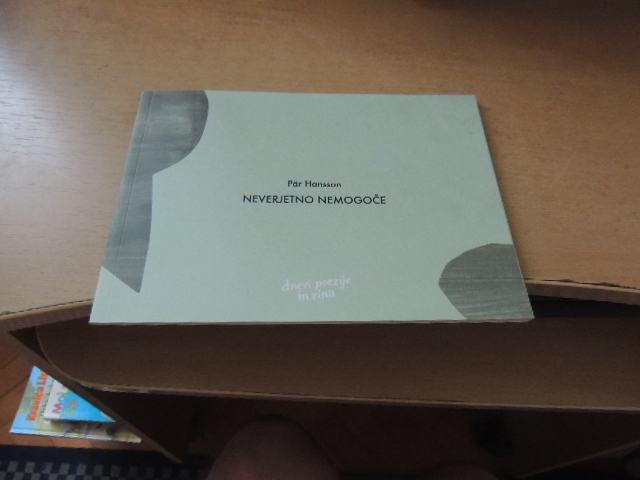 Pär Hansson
NEVERJETNO NEMOGOČE
dnevi poezije
in vina